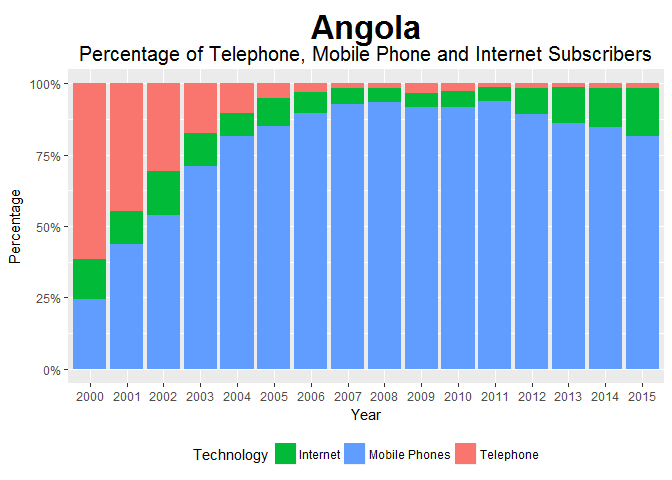 Angola
Percentage of Telephone, Mobile Phone and Internet Subscribers
100%
75%
50%
25%
0%
Percentage
2000 2001 2002 2003 2004 2005 2006 2007 2008 2009 2010 2011 2012 2013 2014 2015
Year
Technology Internet Mobile Phones Telephone